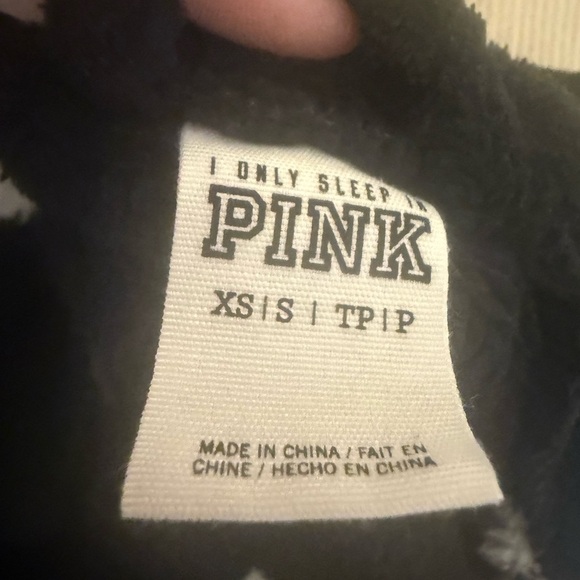 I ONLY SLEEP IN
PINK
XS|S | TP|P
MADE IN CHINA / FAIT EN
CHINE / HECHO EN CHINA